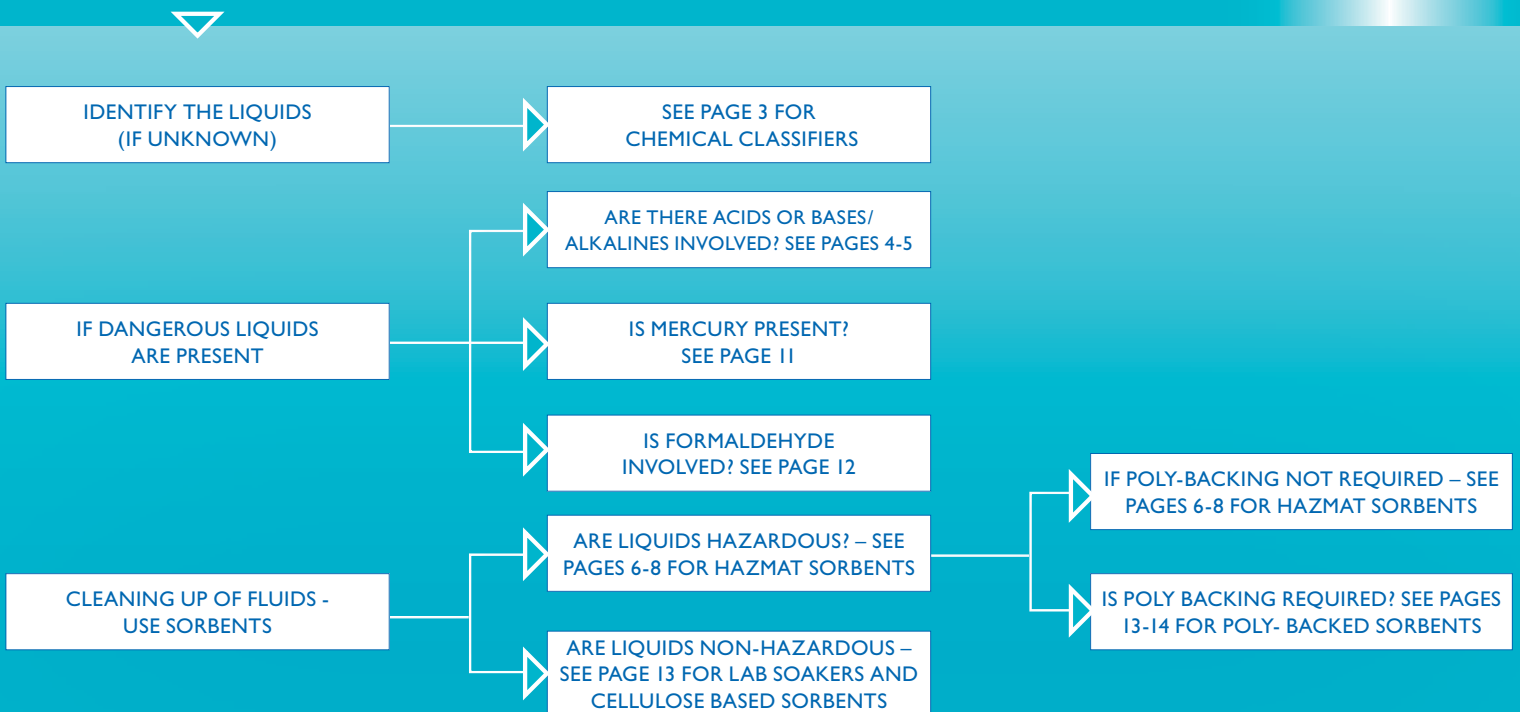 IDENTIFY THE LIQUIDS
(IF UNKNOWN)
SEE PAGE 3 FOR
CHEMICAL CLASSIFIERS
IF DANGEROUS LIQUIDS
ARE PRESENT
ARE THERE ACIDS OR BASES/
ALKALINES INVOLVED? SEE PAGES 4-5
IS MERCURY PRESENT?
SEE PAGE 11
IS FORMALDEHYDE
INVOLVED? SEE PAGE 12
CLEANING UP OF FLUIDS -
USE SORBENTS
ARE LIQUIDS HAZARDOUS? – SEE
PAGES 6-8 FOR HAZMAT SORBENTS
IF POLY-BACKING NOT REQUIRED – SEE
PAGES 6-8 FOR HAZMAT SORBENTS
IS POLY BACKING REQUIRED? SEE PAGES
13-14 FOR POLY- BACKED SORBENTS
ARE LIQUIDS NON-HAZARDOUS –
SEE PAGE 13 FOR LAB SOAKERS AND
CELLULOSE BASED SORBENTS